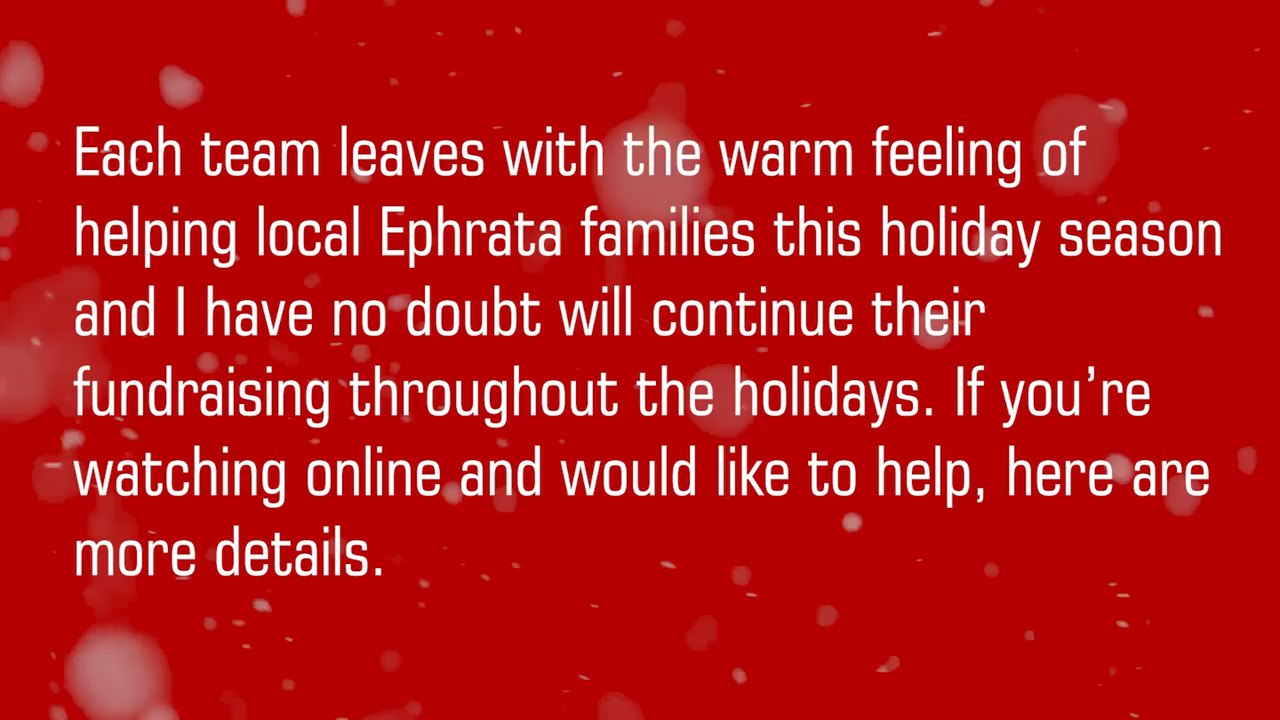 Each team leaves with the warm feeling of
helping local Ephrata families this holiday season
and I have no doubt will continue their
fundraising throughout the holidays. If you’re
watching online and would like to help, here are
more details.